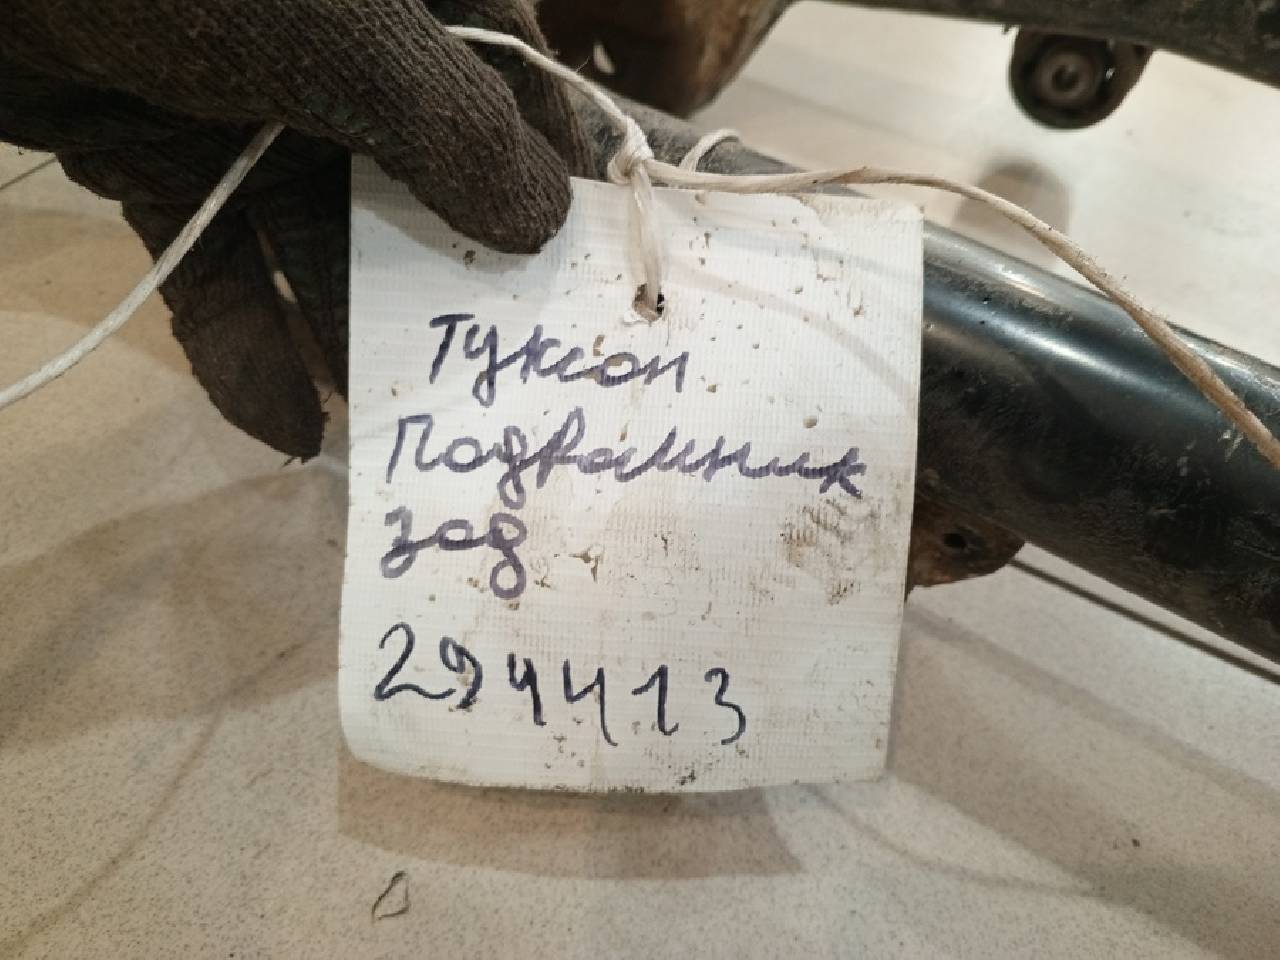 Туксон
Подрамник
зад
294413